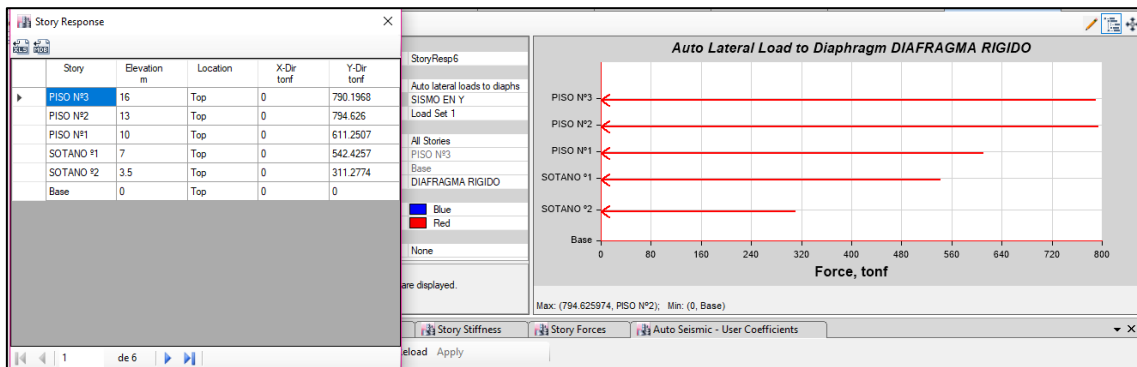 Story Response
XLS MDB
Story Elevation m Location X-Dir tonf Y-Dir tonf
PISO Nº3 16 Top 0 790.1968
PISO Nº2 13 Top 0 794.626
PISO Nº1 10 Top 0 611.2507
SOTANO º1 7 Top 0 542.4257
SOTANO º2 3.5 Top 0 311.2774
Base 0 Top 0 0
1 de 6
StoryResp6
Auto lateral loads to diaphs
SISMO EN Y
Load Set 1
All Stories
PISO Nº3
Base
DIAFRAGMA RIGIDO
Blue
Red
None
are displayed.
Auto Lateral Load to Diaphragm DIAFRAGMA RIGIDO
PISO Nº3
PISO Nº2
PISO Nº1
SOTANO º1
SOTANO º2
Base
0 80 160 240 320 400 480 560 640 720 800
Force, tonf
Max: (794.625974, PISO Nº2); Min: (0, Base)
Story Stiffness Story Forces Auto Seismic - User Coefficients
eload Apply